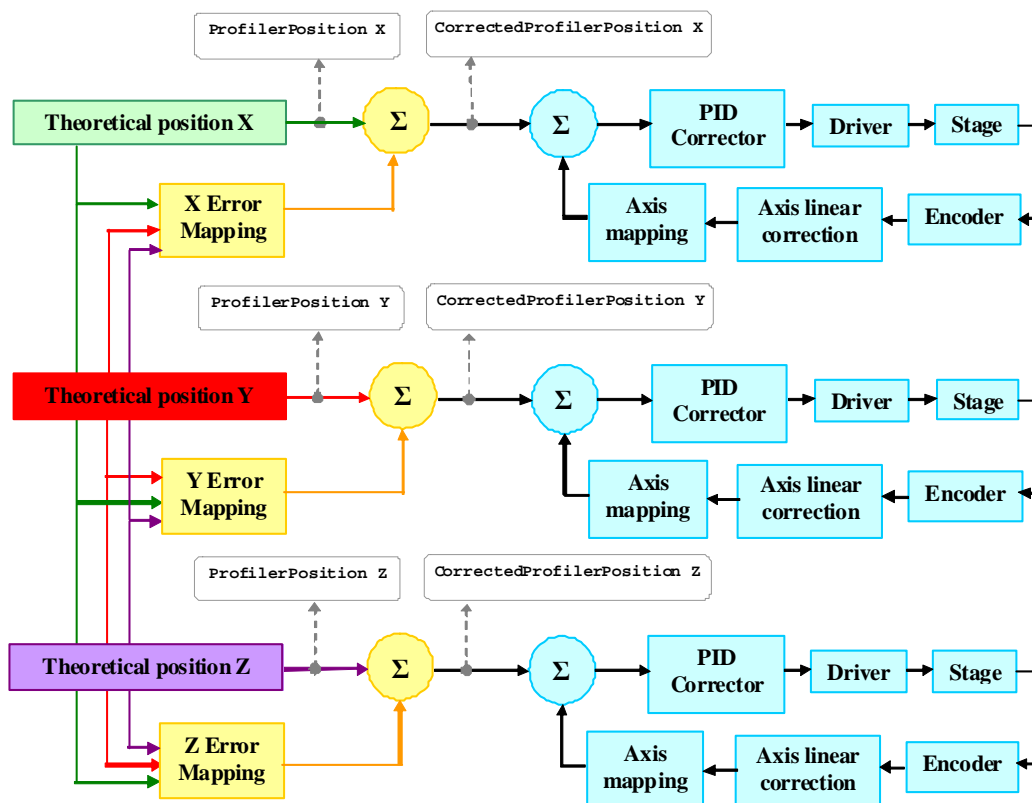 ProfilerPosition X
CorrectedProfilerPosition X
Theoretical position X
Σ
Σ
PID
Corrector
Driver
Stage
X Error
Mapping
Axis
mapping
Axis linear
correction
Encoder
ProfilerPosition Y
CorrectedProfilerPosition Y
Theoretical position Y
Σ
Σ
PID
Corrector
Driver
Stage
Y Error
Mapping
Axis
mapping
Axis linear
correction
Encoder
ProfilerPosition Z
CorrectedProfilerPosition Z
Theoretical position Z
Σ
Σ
PID
Corrector
Driver
Stage
Z Error
Mapping
Axis
mapping
Axis linear
correction
Encoder